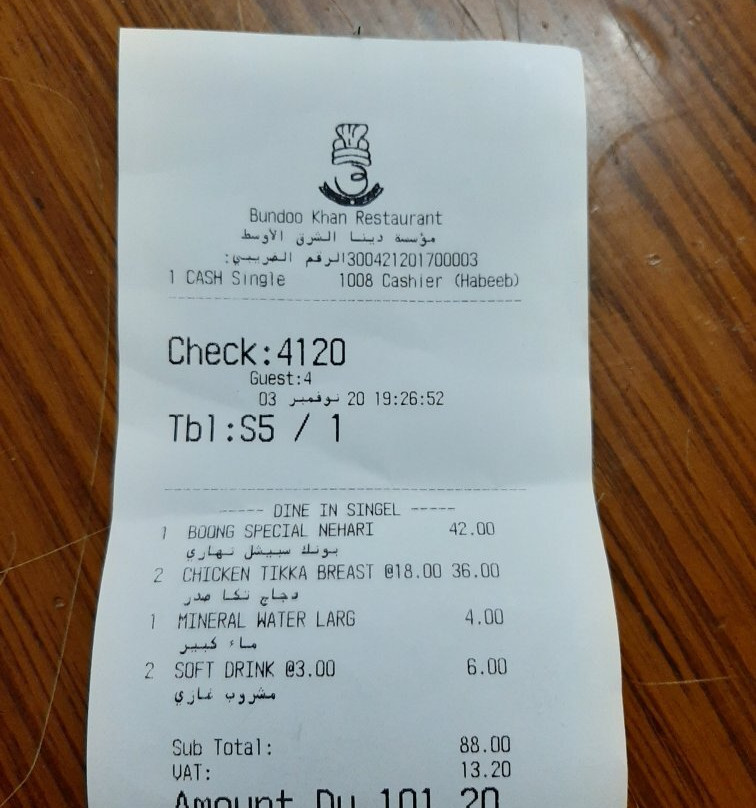 Bundoo Khan Restaurant
مؤسسة دينا الشرق الأوسط
الرقم الضريبي: 300421201700003
1 CASH Single 1008 Cashier (Habeeb)
Check:4120
Guest:4
03 نوفمبر 20 19:26:52
Tbl:S5 / 1
----- DINE IN SINGEL -----
1 BOONG SPECIAL NEHARI 42.00
بونك سبيشل نهاري
2 CHICKEN TIKKA BREAST @18.00 36.00
دجاج تكا صدر
1 MINERAL WATER LARG 4.00
ماء كبير
2 SOFT DRINK @3.00 6.00
مشروب غازي
Sub Total: 88.00
VAT: 13.20
Amount Du 101.20